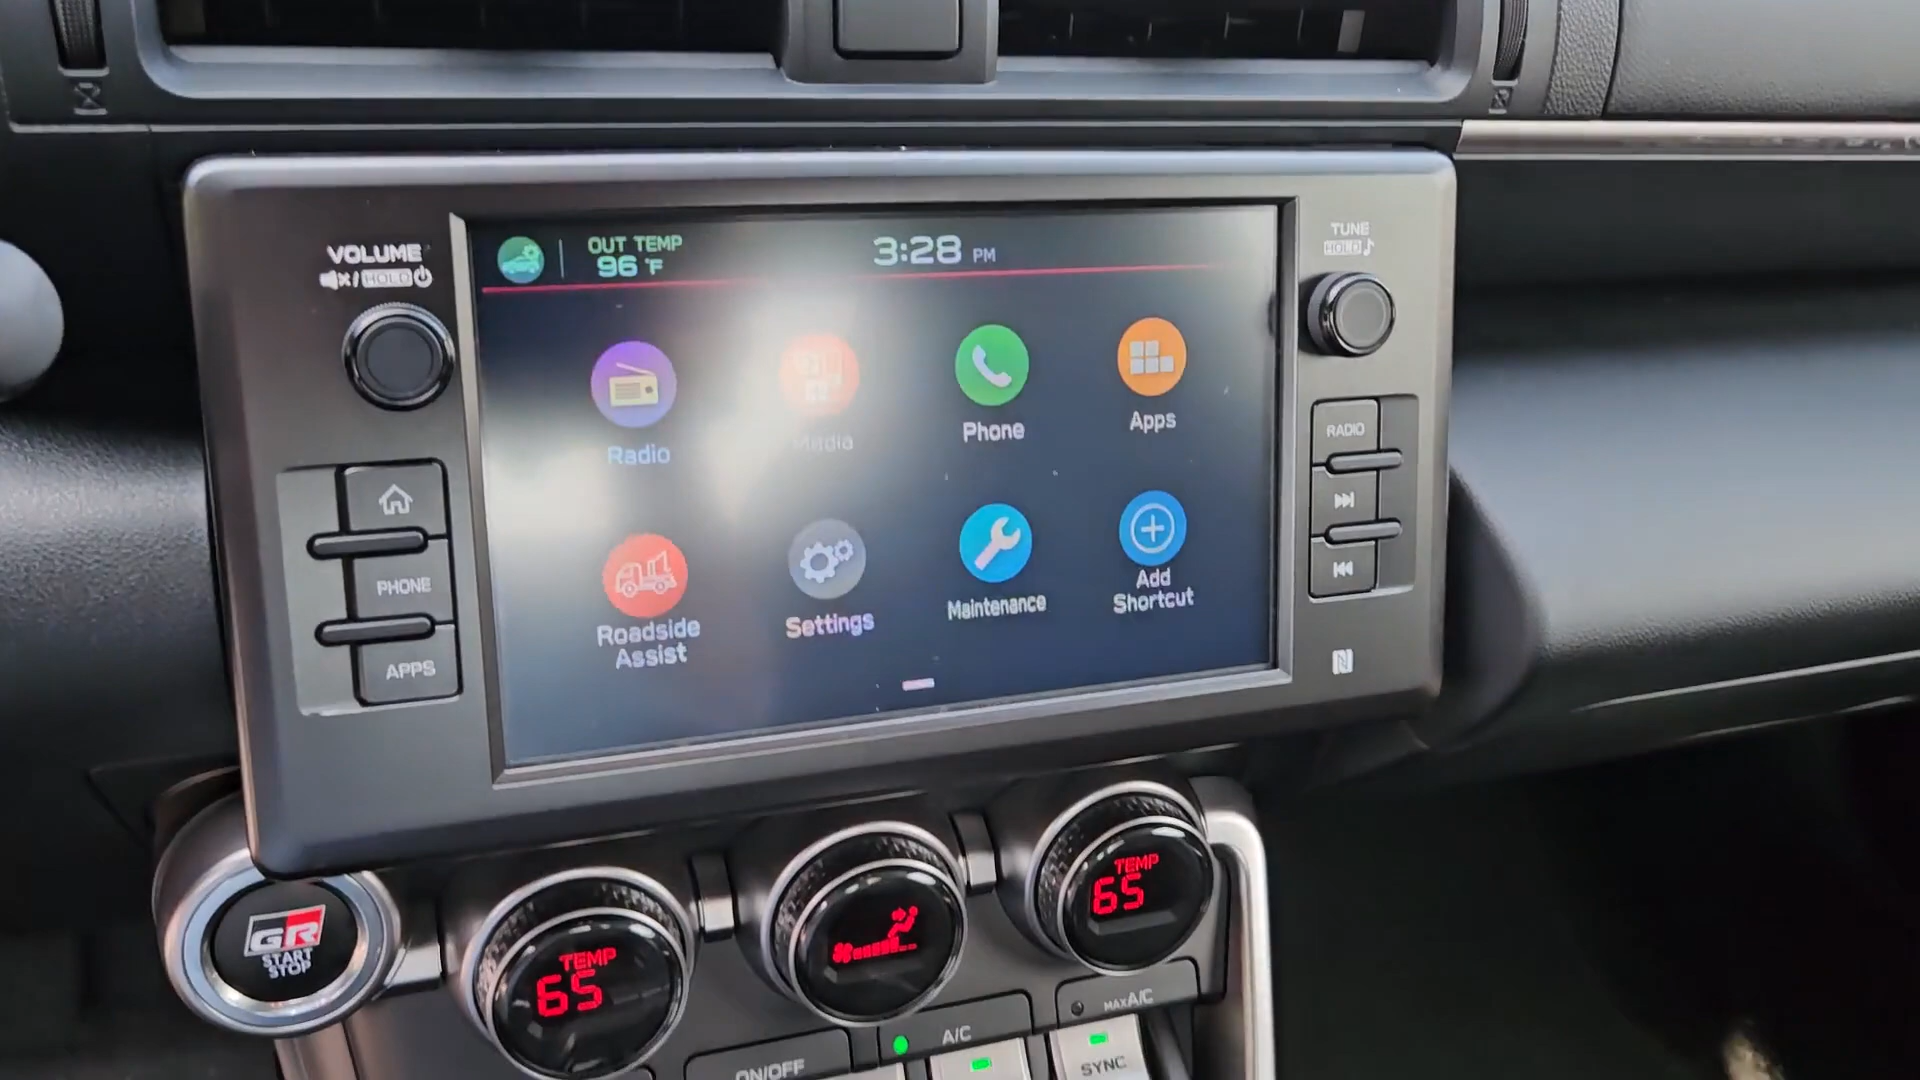 VOLUME
HOLD
OUT TEMP
96 °F
3:28 PM
TUNE
HOLD
Radio
Media
Phone
Apps
Roadside
Assist
Settings
Maintenance
Add
Shortcut
PHONE
APPS
RADIO
GR
START
STOP
TEMP
65
TEMP
65
ON/OFF
A/C
MAX A/C
SYNC